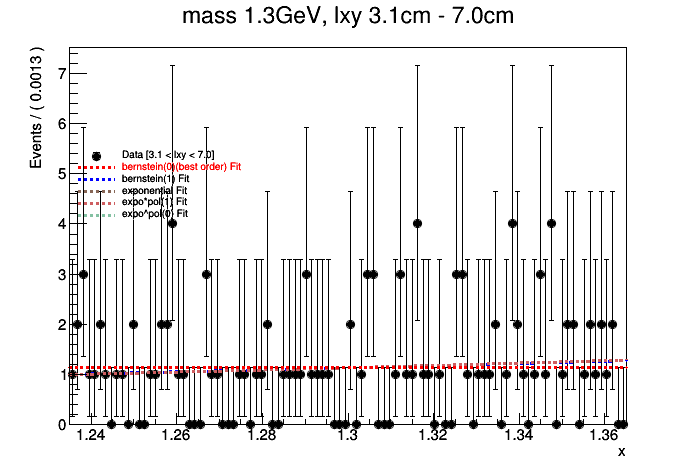 mass 1.3GeV, lxy 3.1cm - 7.0cm
Events / ( 0.0013 )
7
6
5
4
3
2
1
0
Data [3.1 < lxy < 7.0]
bernstein(0)(best order) Fit
bernstein(1) Fit
exponential Fit
expo*pol(1) Fit
expo^pol(0) Fit
1.24 1.26 1.28 1.3 1.32 1.34 1.36
x